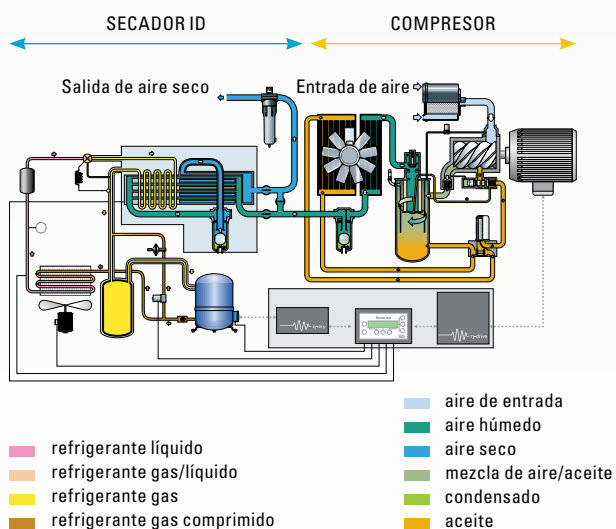 SECADOR ID
COMPRESOR
Salida de aire seco
Entrada de aire
refrigerante líquido
refrigerante gas/líquido
refrigerante gas
refrigerante gas comprimido
aire de entrada
aire húmedo
aire seco
mezcla de aire/aceite
condensado
aceite